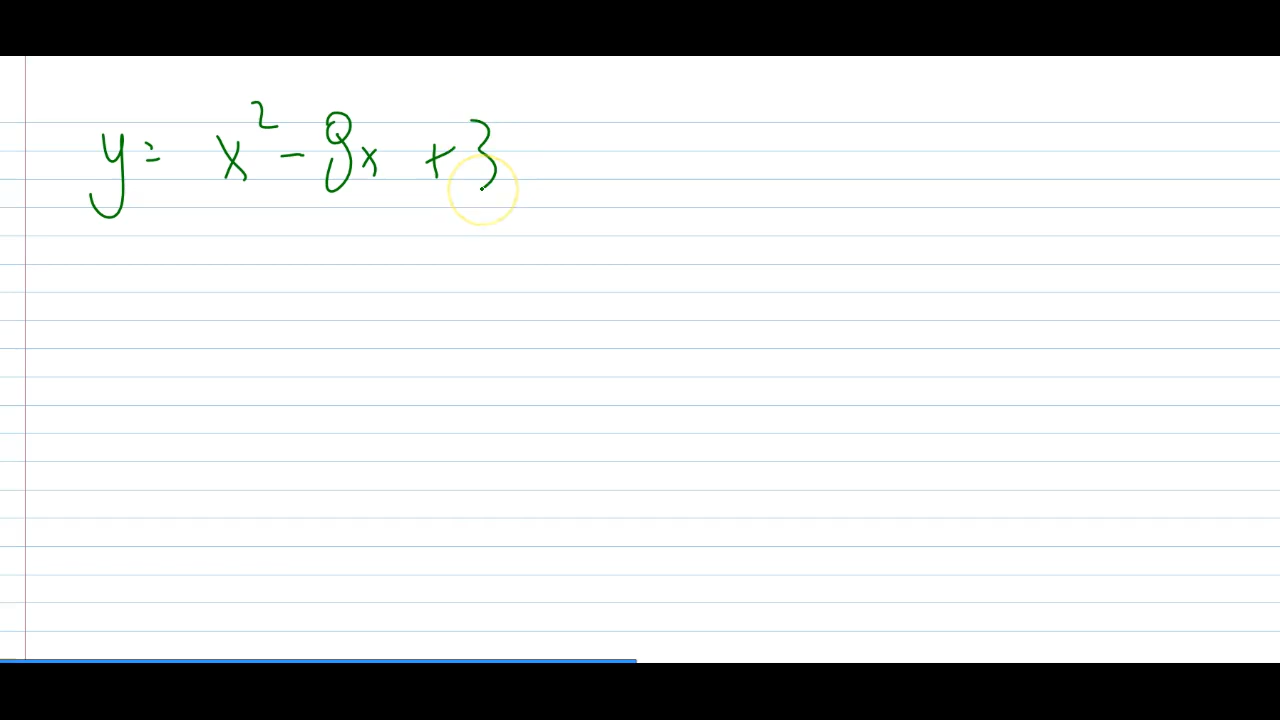 y = x² - 8x + 3